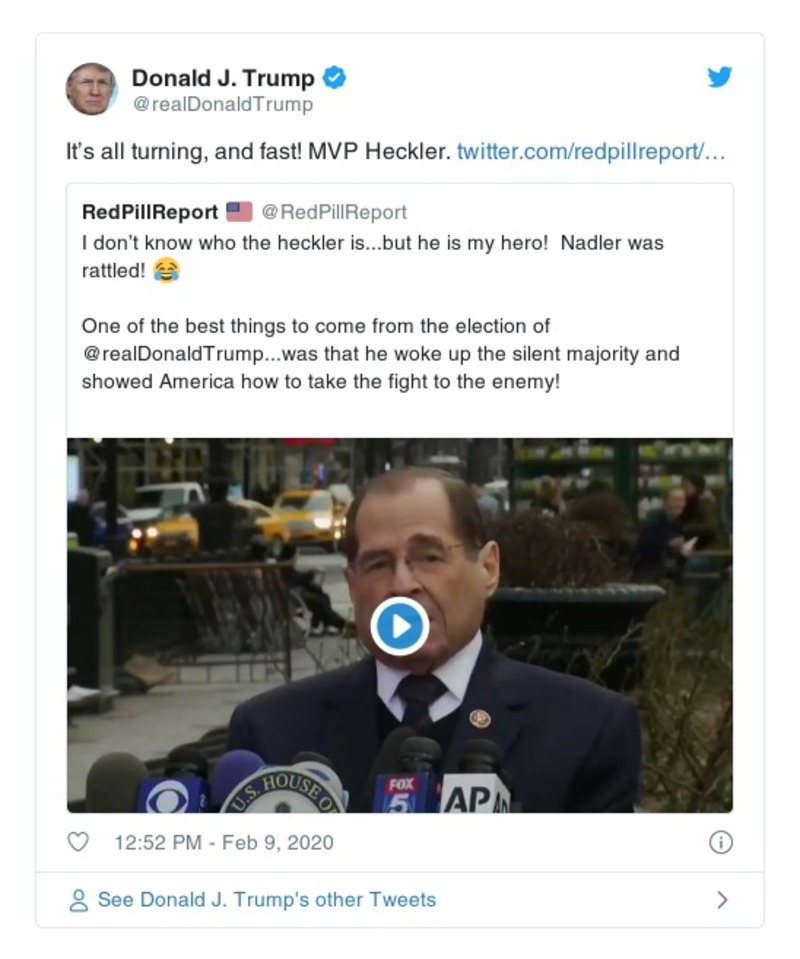 Donald J. Trump
@realDonaldTrump
It's all turning, and fast! MVP Heckler. twitter.com/redpillreport/…
RedPillReport 🇺🇸 @RedPillReport
I don't know who the heckler is...but he is my hero!  Nadler was
rattled! 😂
One of the best things to come from the election of
@realDonaldTrump...was that he woke up the silent majority and
showed America how to take the fight to the enemy!
U.S. HOUSE OF
FOX
5
AP
AP
12:52 PM - Feb 9, 2020
See Donald J. Trump's other Tweets